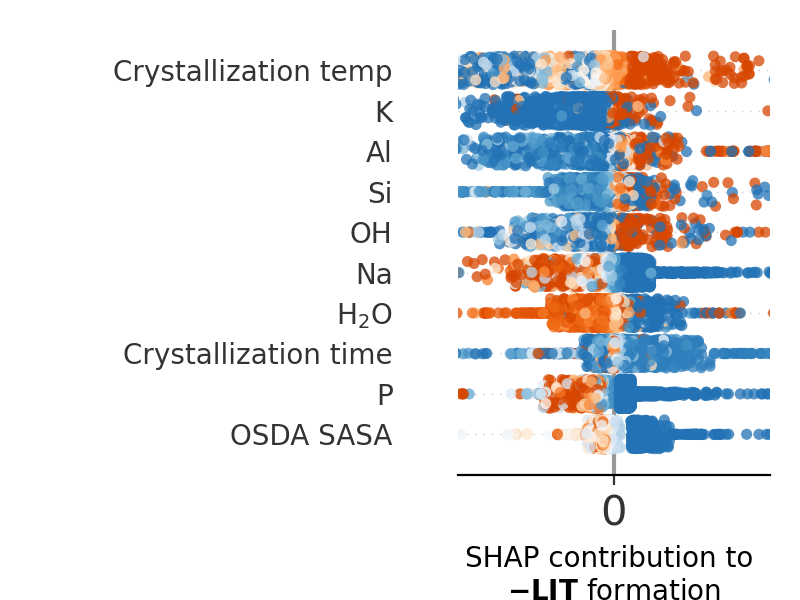 Crystallization temp
K
Al
Si
OH
Na
H₂O
Crystallization time
P
OSDA SASA
0
SHAP contribution to
−LIT formation